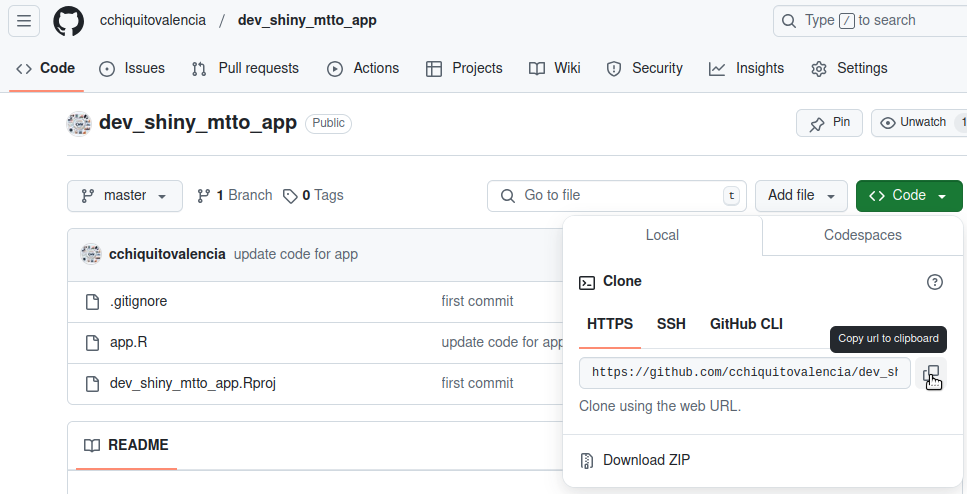 cchiquitovalencia / dev_shiny_mtto_app
Type / to search
Code Issues Pull requests Actions Projects Wiki Security Insights Settings
dev_shiny_mtto_app Public
Pin
Unwatch 1
master
1 Branch
0 Tags
Go to file t
Add file
Code
cchiquitovalencia update code for app
.gitignore first commit
app.R update code for app
dev_shiny_mtto_app.Rproj first commit
README
Local Codespaces
Clone
HTTPS SSH GitHub CLI
Copy url to clipboard
https://github.com/cchiquitovalencia/dev_sh
Clone using the web URL.
Download ZIP